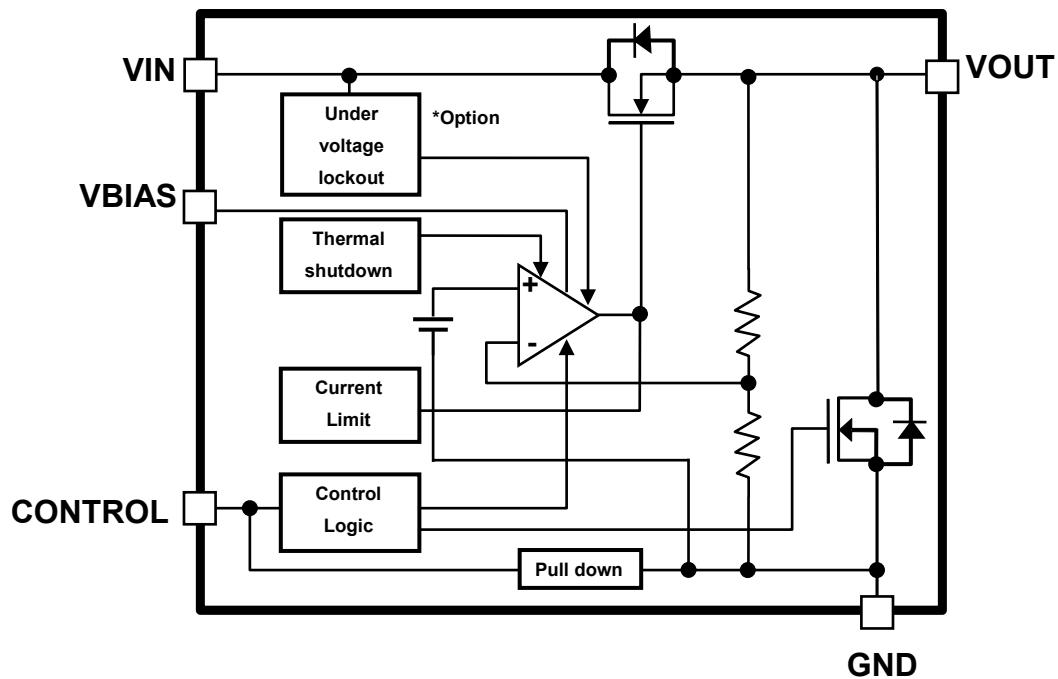 VIN
VOUT
Under
voltage
lockout
*Option
VBIAS
Thermal
shutdown
+
-
Current
Limit
CONTROL
Control
Logic
Pull down
GND